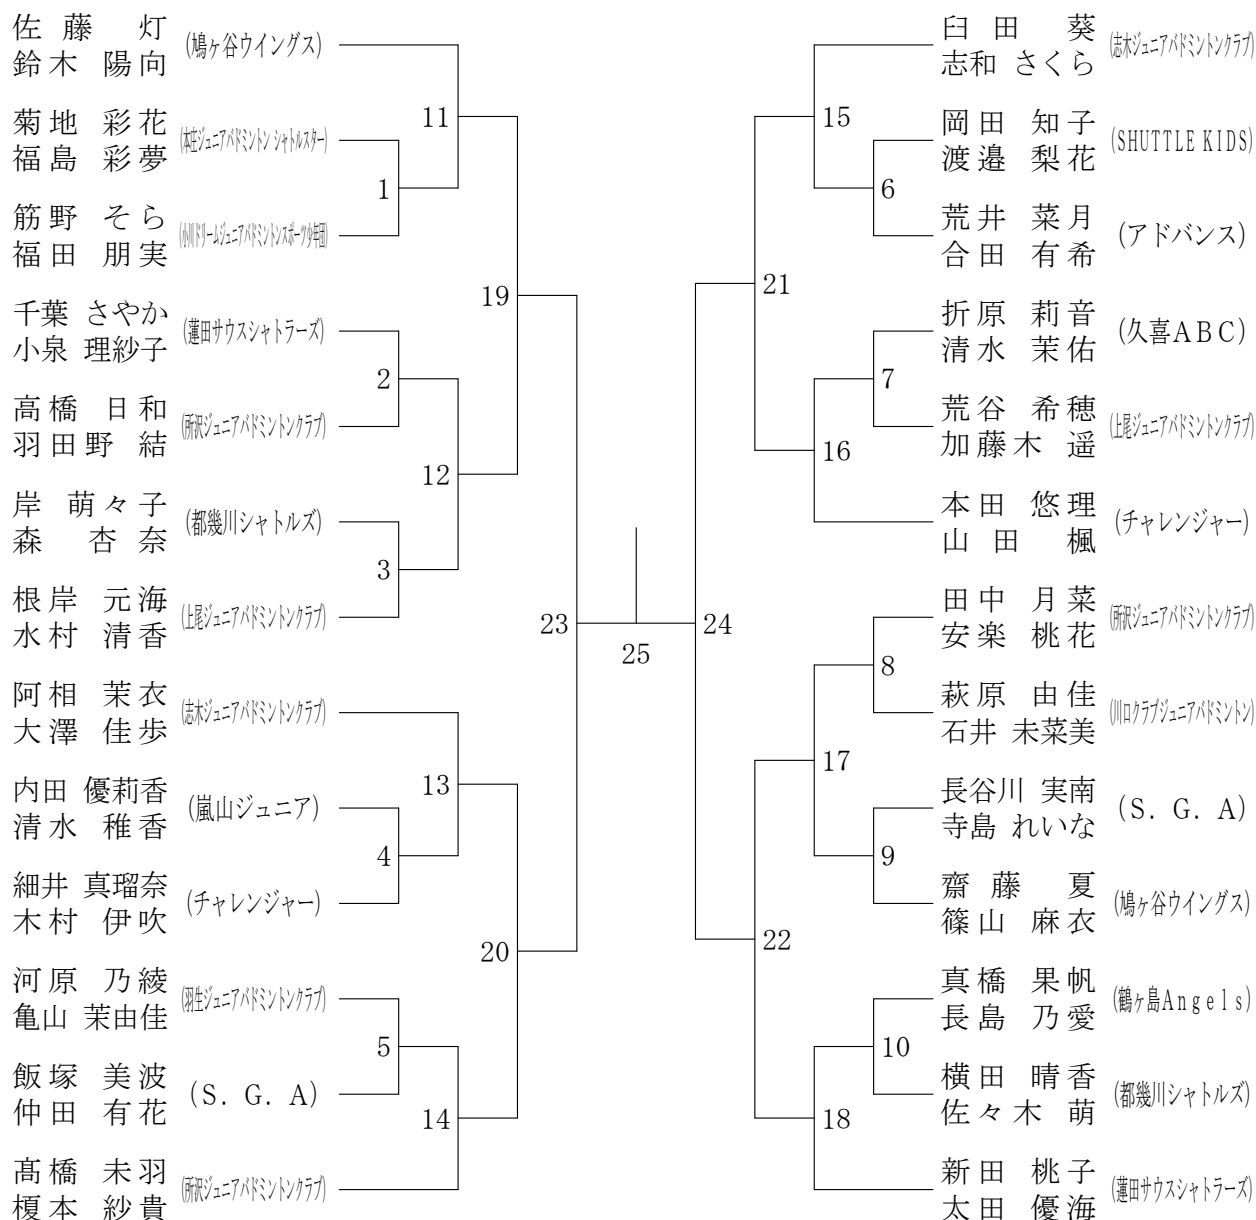 佐藤 灯
鈴木 陽向
(鳩ヶ谷ウイングス)
菊地 彩花
福島 彩夢
(本庄ジュニアバドミントン シャトルスター)
1
11
筋野 そら
福田 朋実
(小川ドリームジュニアバドミントンスポーツ少年団)
19
千葉 さやか
小泉 理紗子
(蓮田サウスシャトラーズ)
2
高橋 日和
羽田野 結
(所沢ジュニアバドミントンクラブ)
12
岸 萌々子
森 杏奈
(都幾川シャトルズ)
3
根岸 元海
水村 清香
(上尾ジュニアバドミントンクラブ)
23
阿相 茉衣
大澤 佳歩
(志木ジュニアバドミントンクラブ)
13
内田 優莉香
清水 稚香
(嵐山ジュニア)
4
細井 真瑠奈
木村 伊吹
(チャレンジャー)
20
河原 乃綾
亀山 茉由佳
(羽生ジュニアバドミントンクラブ)
5
飯塚 美波
仲田 有花
(S. G. A)
14
髙橋 未羽
榎本 紗貴
(所沢ジュニアバドミントンクラブ)
25
臼田 葵
志和 さくら
(志木ジュニアバドミントンクラブ)
15
岡田 知子
渡邉 梨花
(SHUTTLE KIDS)
6
荒井 菜月
合田 有希
(アドバンス)
21
折原 莉音
清水 茉佑
(久喜ABC)
7
荒谷 希穂
加藤木 遥
(上尾ジュニアバドミントンクラブ)
16
本田 悠理
山田 楓
(チャレンジャー)
24
田中 月菜
安楽 桃花
(所沢ジュニアバドミントンクラブ)
8
萩原 由佳
石井 未菜美
(川口クラブジュニアバドミントン)
17
長谷川 実南
寺島 れいな
(S. G. A)
9
齋藤 夏
篠山 麻衣
(鳩ヶ谷ウイングス)
22
真橋 果帆
長島 乃愛
(鶴ヶ島Angels)
10
横田 晴香
佐々木 萌
(都幾川シャトルズ)
18
新田 桃子
太田 優海
(蓮田サウスシャトラーズ)